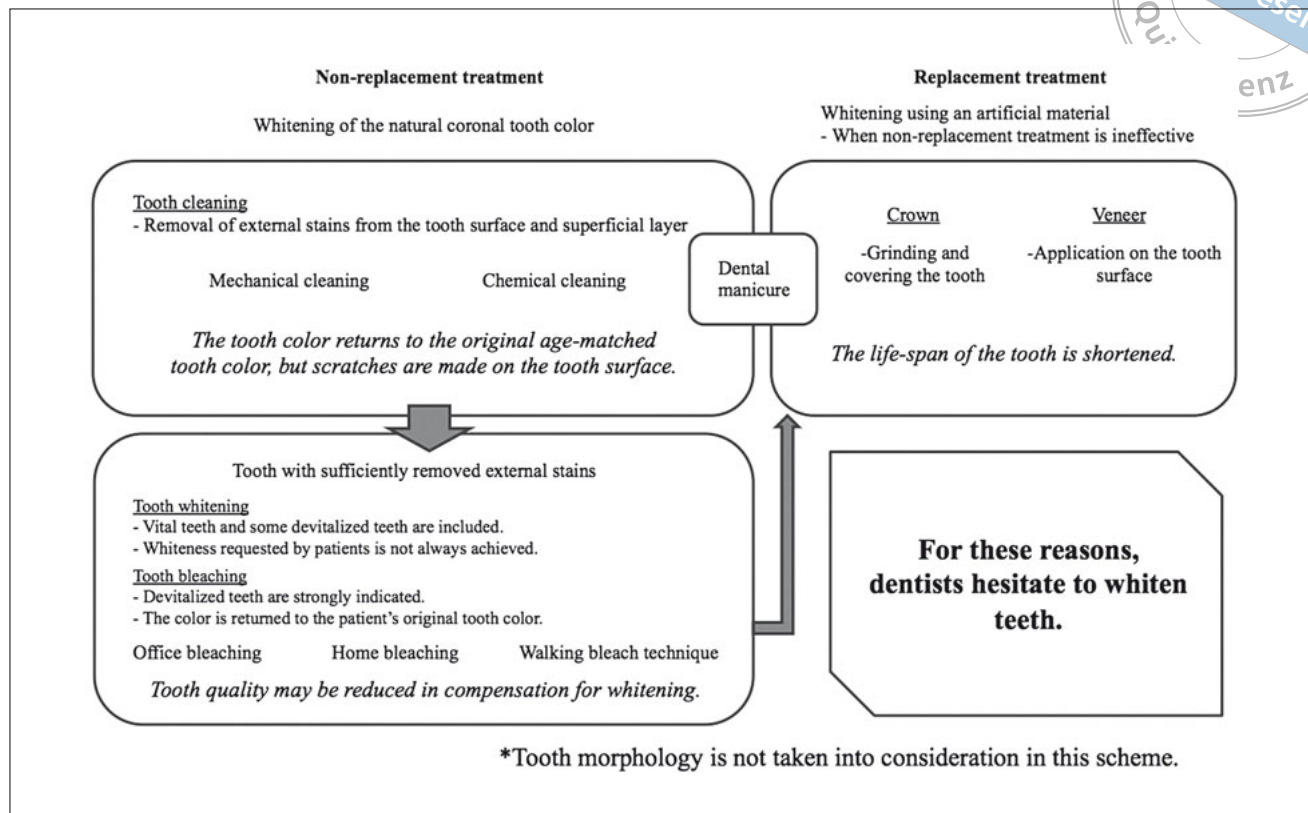 Non-replacement treatment
Whitening of the natural coronal tooth color
Tooth cleaning
- Removal of external stains from the tooth surface and superficial layer
Mechanical cleaning
Chemical cleaning
The tooth color returns to the original age-matched
tooth color, but scratches are made on the tooth surface.
Dental
manicure
Replacement treatment
Whitening using an artificial material
- When non-replacement treatment is ineffective
Crown
-Grinding and
covering the tooth
Veneer
-Application on the tooth
surface
The life-span of the tooth is shortened.
Tooth with sufficiently removed external stains
Tooth whitening
- Vital teeth and some devitalized teeth are included.
- Whiteness requested by patients is not always achieved.
Tooth bleaching
- Devitalized teeth are strongly indicated.
- The color is returned to the patient's original tooth color.
Office bleaching
Home bleaching
Walking bleach technique
Tooth quality may be reduced in compensation for whitening.
For these reasons,
dentists hesitate to whiten
teeth.
*Tooth morphology is not taken into consideration in this scheme.
Qui
enz